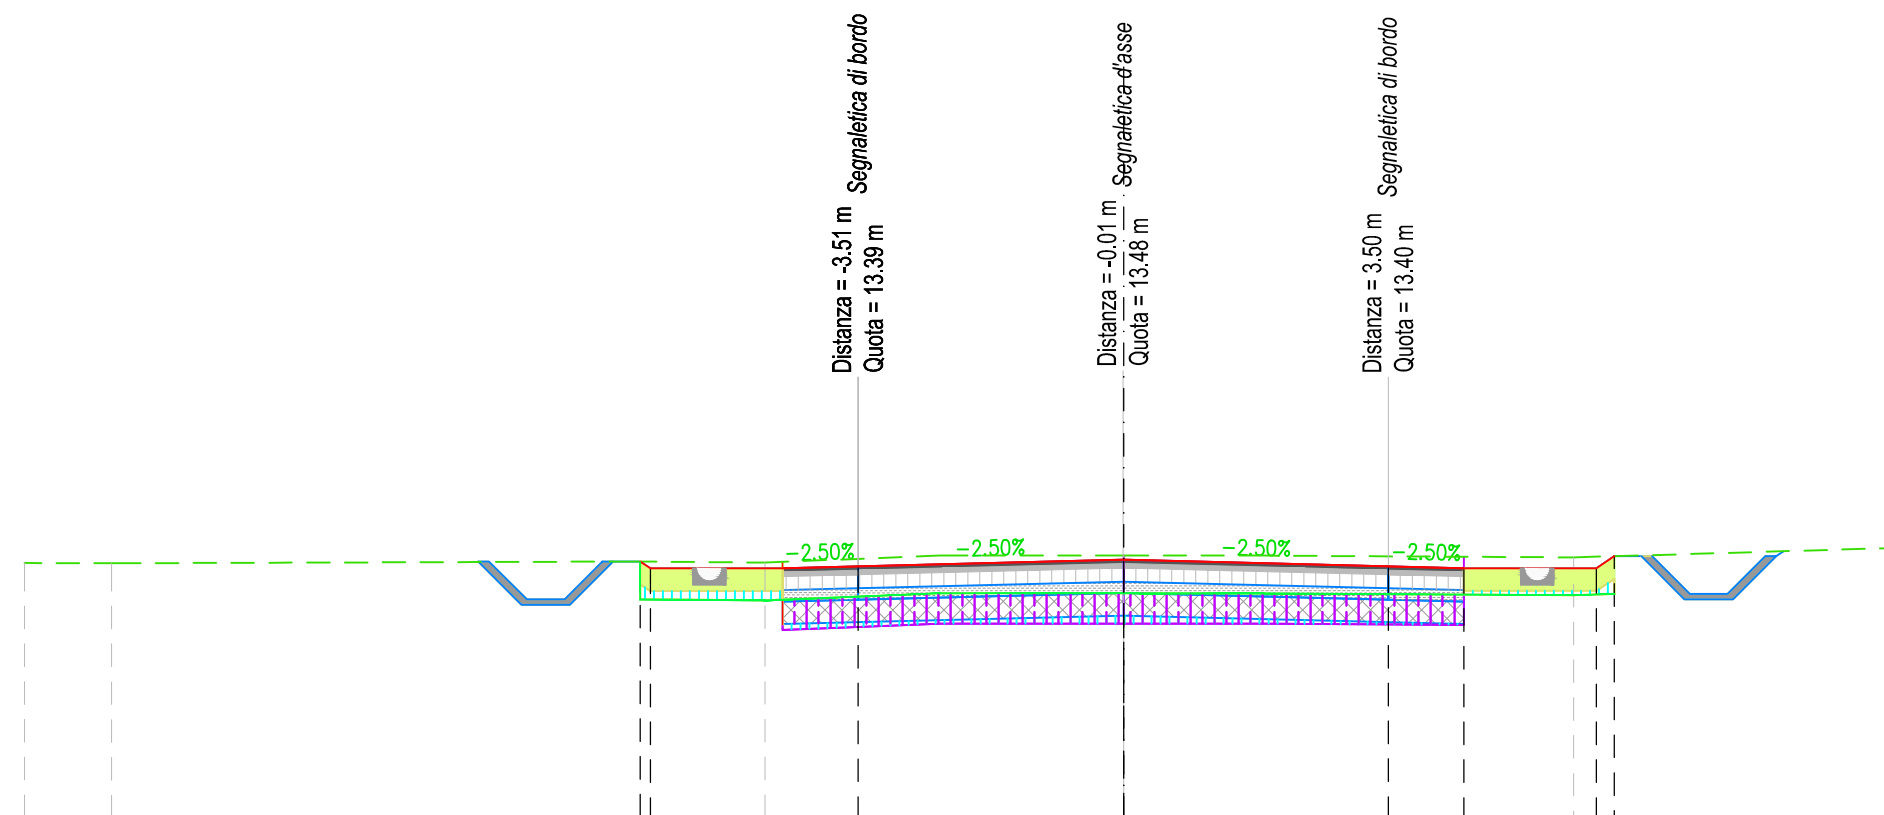 Segnaletica di bordo
Distanza = -3.51 m
Quota = 13.39 m
Segnaletica d'asse
Distanza = -0.01 m
Quota = 13.48 m
Segnaletica di bordo
Distanza = 3.50 m
Quota = 13.40 m
-2.50%
-2.50%
-2.50%
-2.50%